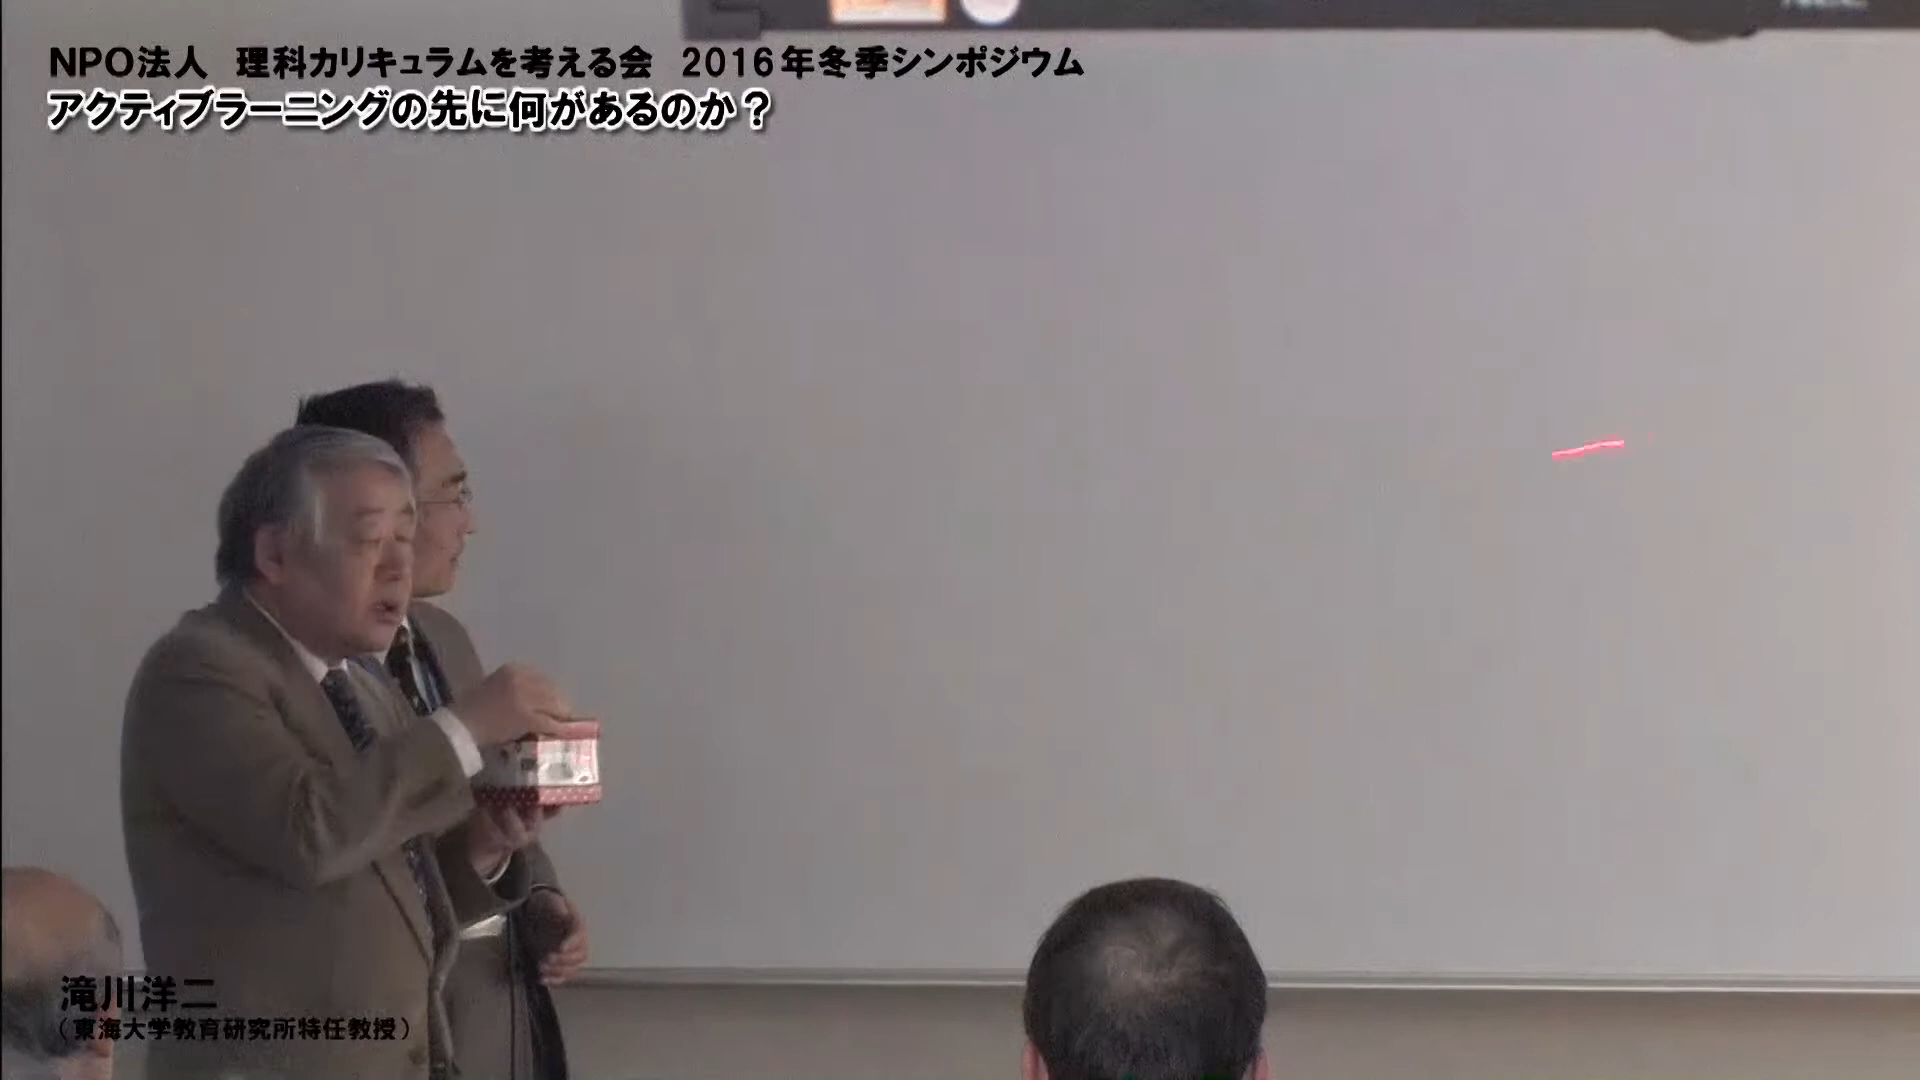 NPO法人 理科カリキュラムを考える会 2016年冬季シンポジウム
アクティブラーニングの先に何があるのか？
滝川洋二
（東海大学教育研究所特任教授）